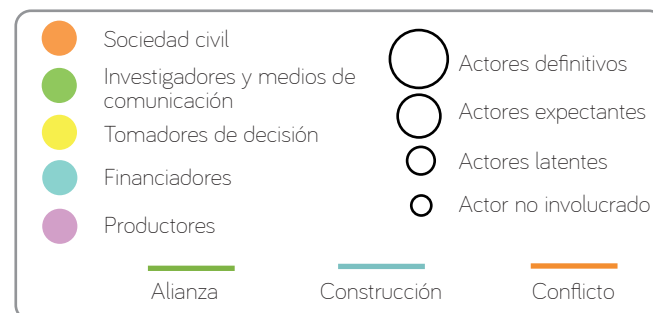 Sociedad civil
Investigadores y medios de
comunicación
Tomadores de decisión
Financiadores
Productores
Actores definitivos
Actores expectantes
Actores latentes
Actor no involucrado
Alianza
Construcción
Conflicto